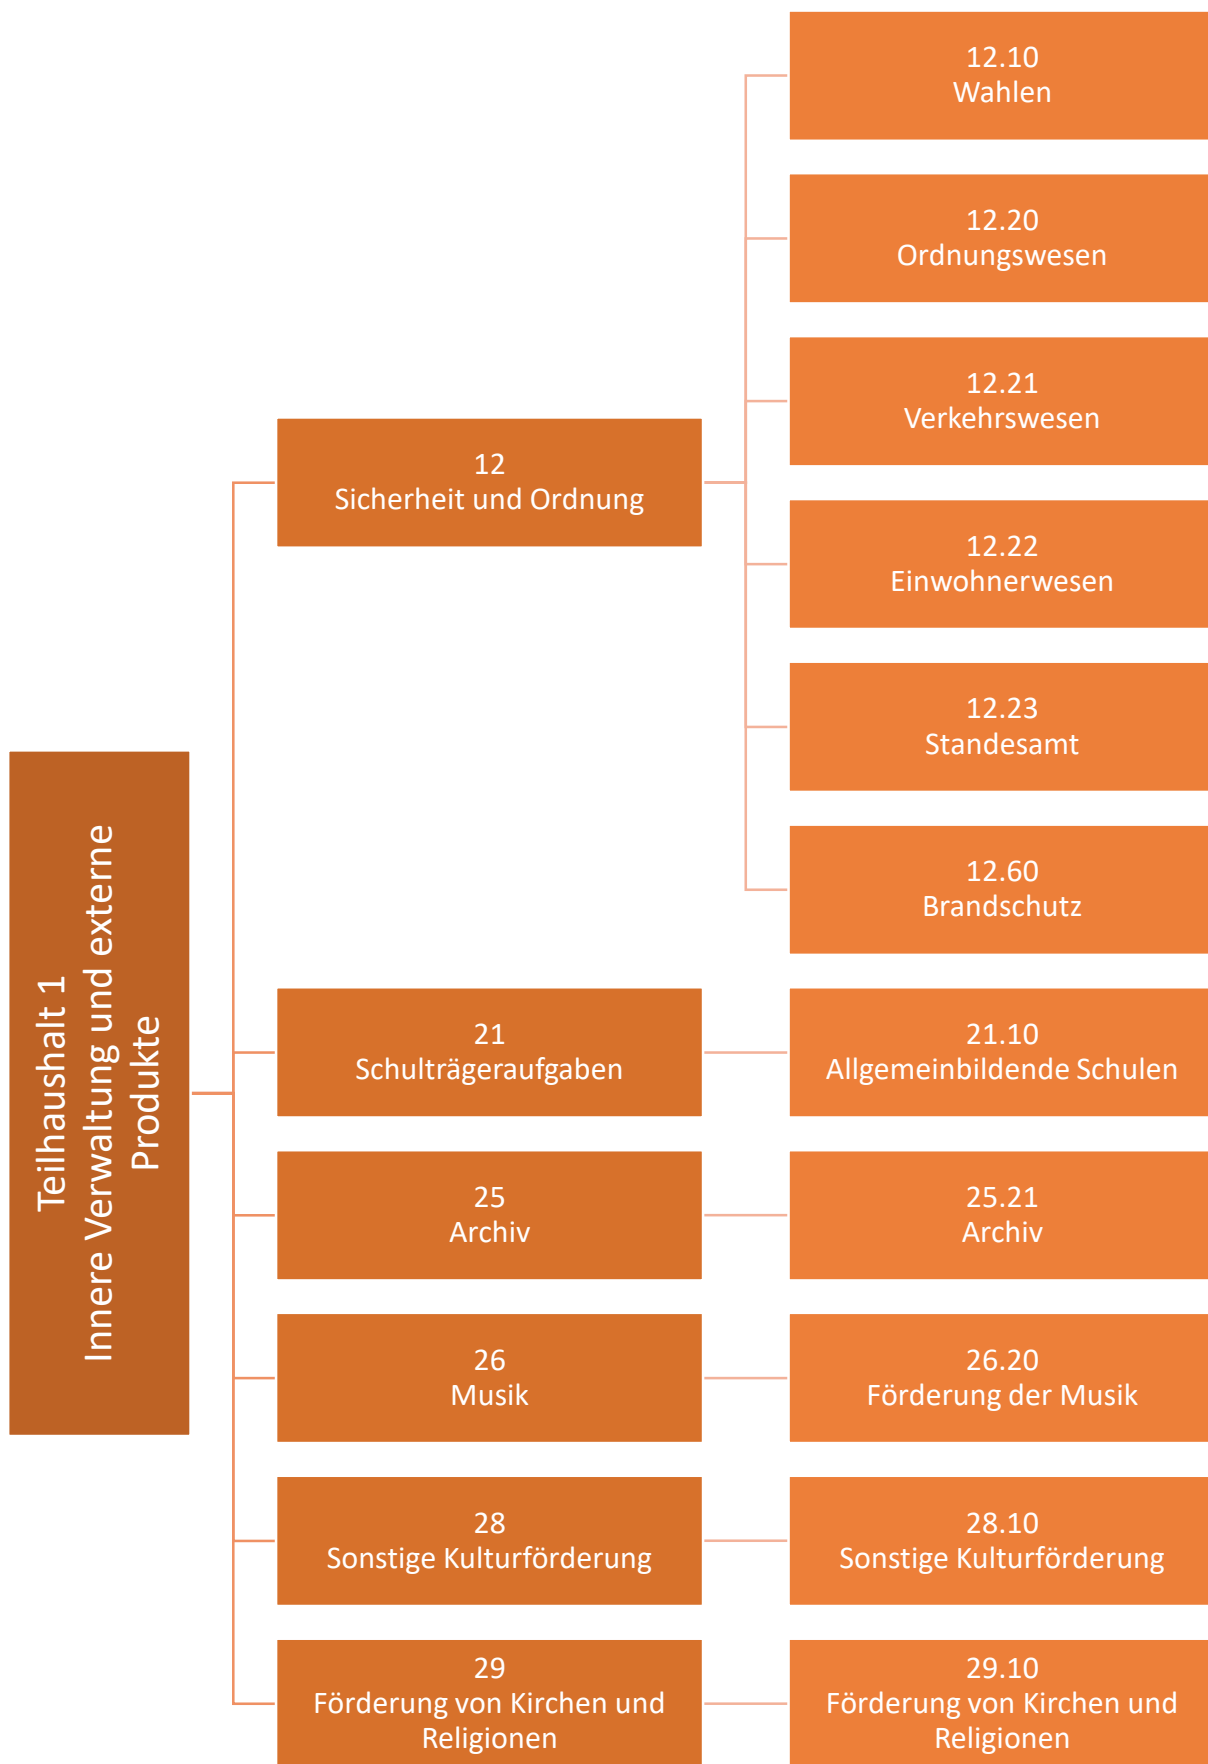 Teilhaushalt 1
Innere Verwaltung und externe
Produkte
12
Sicherheit und Ordnung
12.10
Wahlen
12.20
Ordnungswesen
12.21
Verkehrswesen
12.22
Einwohnerwesen
12.23
Standesamt
12.60
Brandschutz
21
Schulträgeraufgaben
21.10
Allgemeinbildende Schulen
25
Archiv
25.21
Archiv
26
Musik
26.20
Förderung der Musik
28
Sonstige Kulturförderung
28.10
Sonstige Kulturförderung
29
Förderung von Kirchen und
Religionen
29.10
Förderung von Kirchen und
Religionen